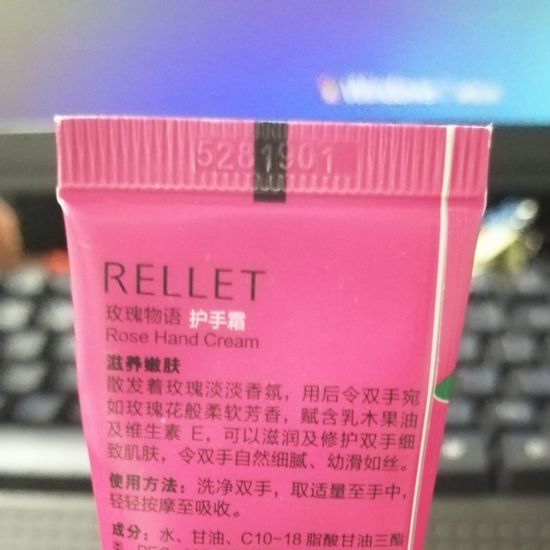 5281901
RELLET
玫瑰物语 护手霜
Rose Hand Cream
滋养嫩肤
散发着玫瑰淡淡香氛，用后令双手宛
如玫瑰花般柔软芳香，赋含乳木果油
及维生素 E，可以滋润及修护双手细
致肌肤，令双手自然细腻、幼滑如丝。
使用方法：洗净双手，取适量至手中，
轻轻按摩至吸收。
成分：水、甘油、C10-18 脂酸甘油三酯